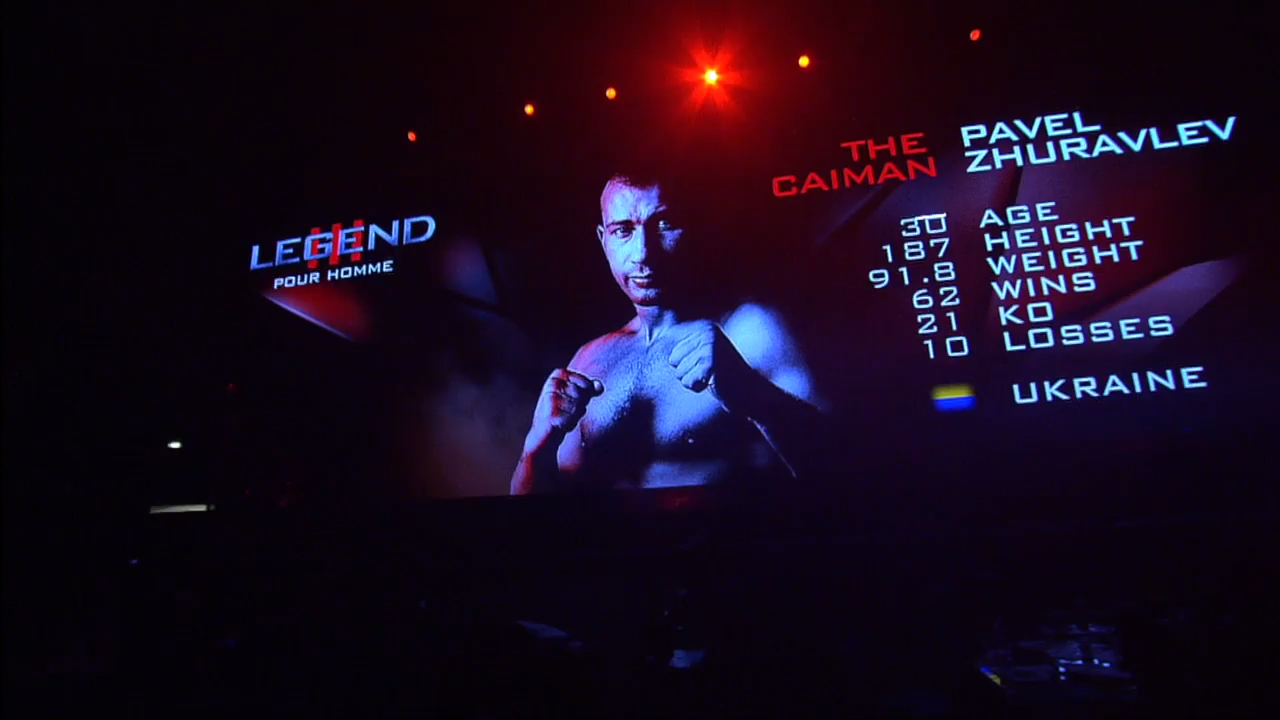 LEGEND
POUR HOMME
THE
CAIMAN
PAVEL
ZHURAVLEV
30 AGE
187 HEIGHT
91.8 WEIGHT
62 WINS
21 KO
10 LOSSES
UKRAINE